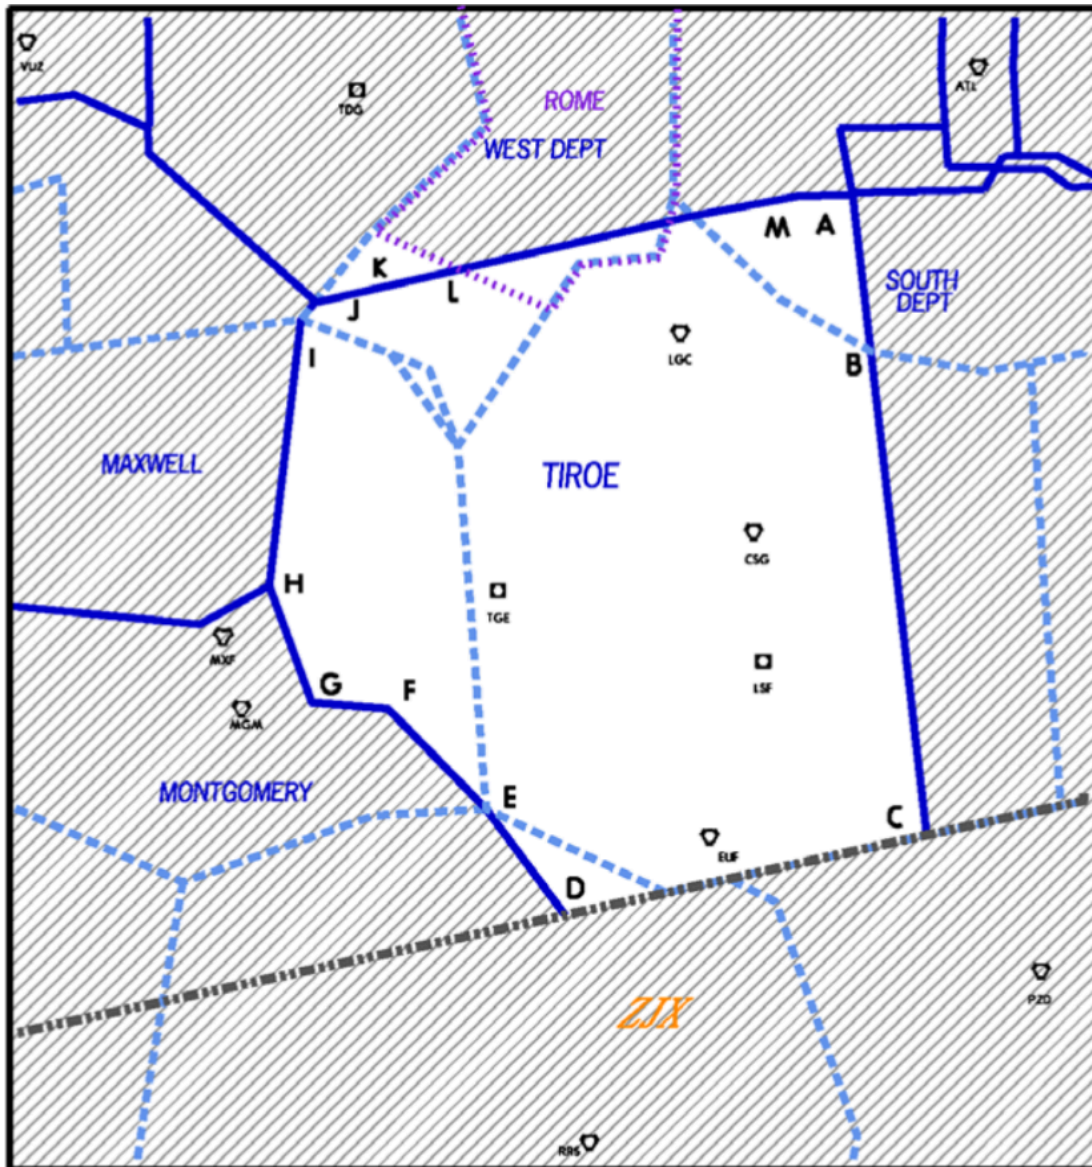 VUZ
TDG
ROME
WEST DEPT
ATL
M
A
K
L
J
SOUTH
DEPT
I
LGC
B
MAXWELL
TIROE
CSG
H
TGE
MXF
LSF
G
F
MGM
MONTGOMERY
E
C
EUF
D
PZD
ZJX
RRS